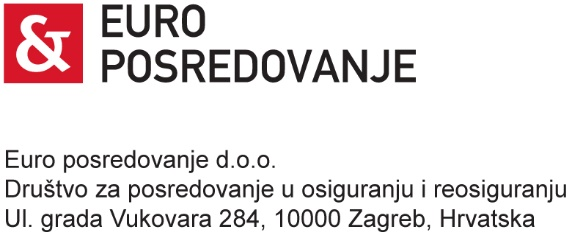 &
EURO
POSREDOVANJE
Euro posredovanje d.o.o.
Društvo za posredovanje u osiguranju i reosiguranju
Ul. grada Vukovara 284, 10000 Zagreb, Hrvatska